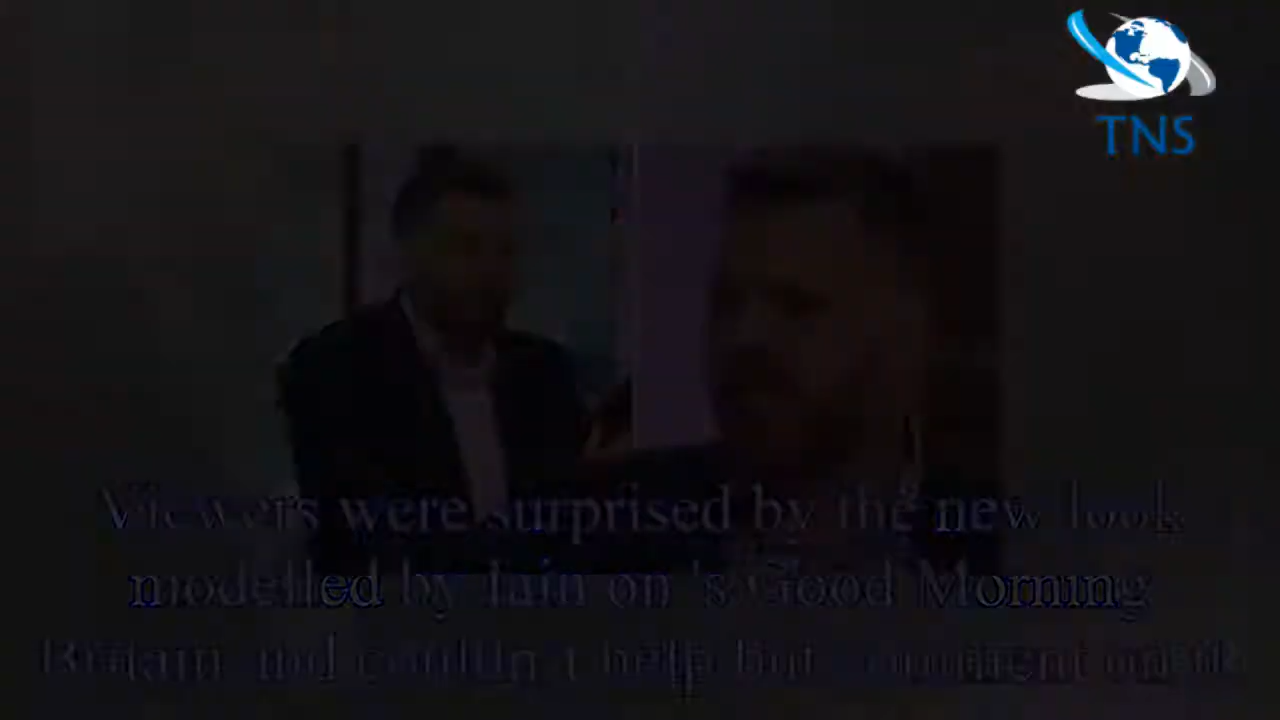 TNS
Viewers were surprised by the new look
modelled by Iain on 's Good Morning
Britain and couldn't help but comment on it